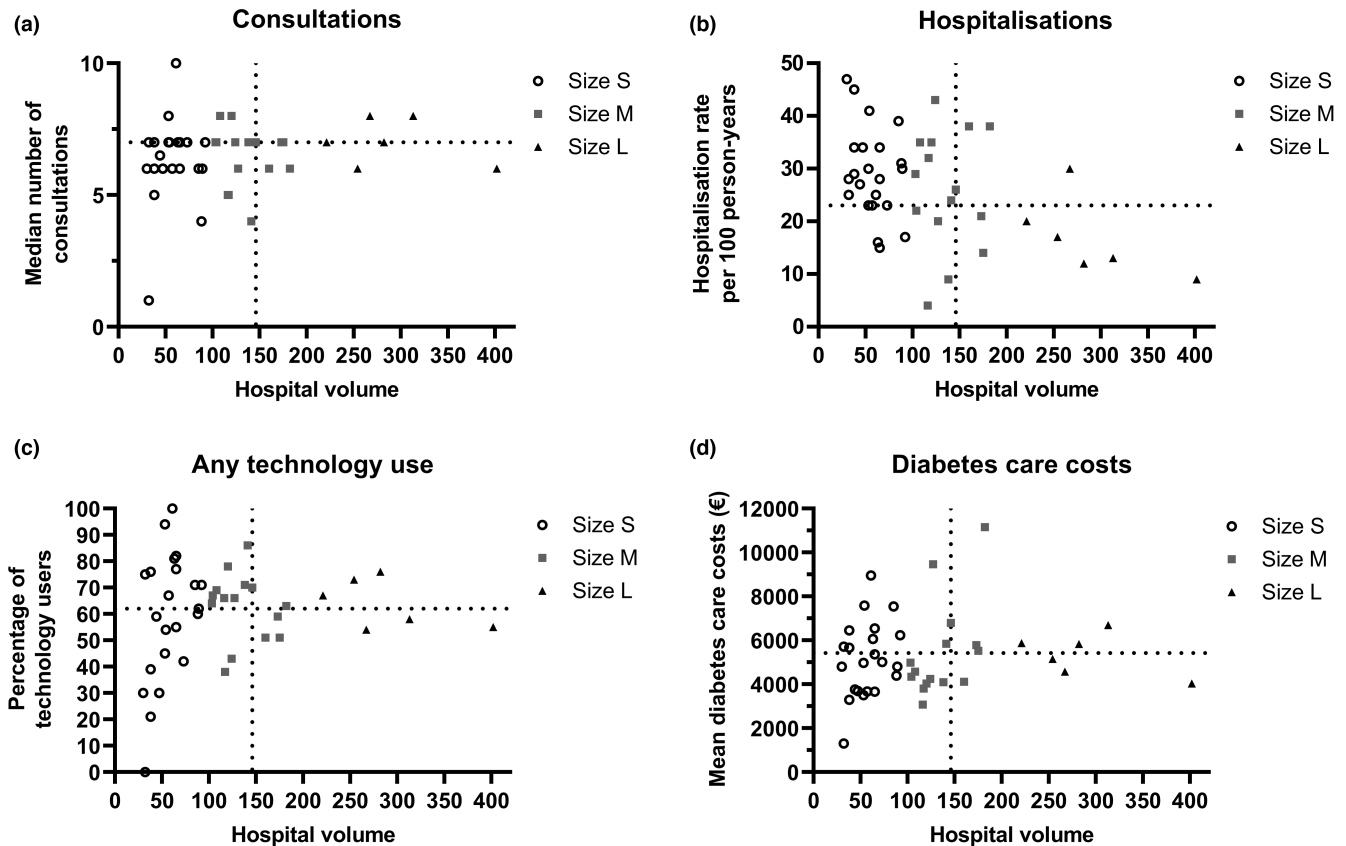 (a)
Consultations
Median number of
consultations
10
5
0
0 50 100 150 200 250 300 350 400
Hospital volume
Size S
Size M
Size L
(b)
Hospitalisations
Hospitalisation rate
per 100 person-years
50
40
30
20
10
0
0 50 100 150 200 250 300 350 400
Hospital volume
Size S
Size M
Size L
(c)
Any technology use
Percentage of
technology users
100
90
80
70
60
50
40
30
20
10
0
0 50 100 150 200 250 300 350 400
Hospital volume
Size S
Size M
Size L
(d)
Diabetes care costs
Mean diabetes care costs (€)
12000
10000
8000
6000
4000
2000
0
0 50 100 150 200 250 300 350 400
Hospital volume
Size S
Size M
Size L